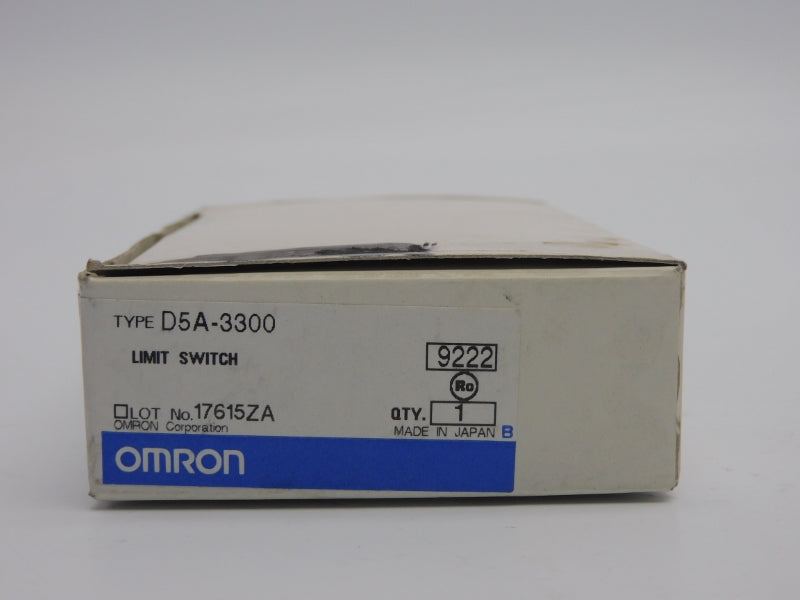 TYPE D5A-3300
LIMIT SWITCH
9222
Ro
□LOT No.17615ZA
QTY. 1
OMRON Corporation
MADE IN JAPAN B
OMRON